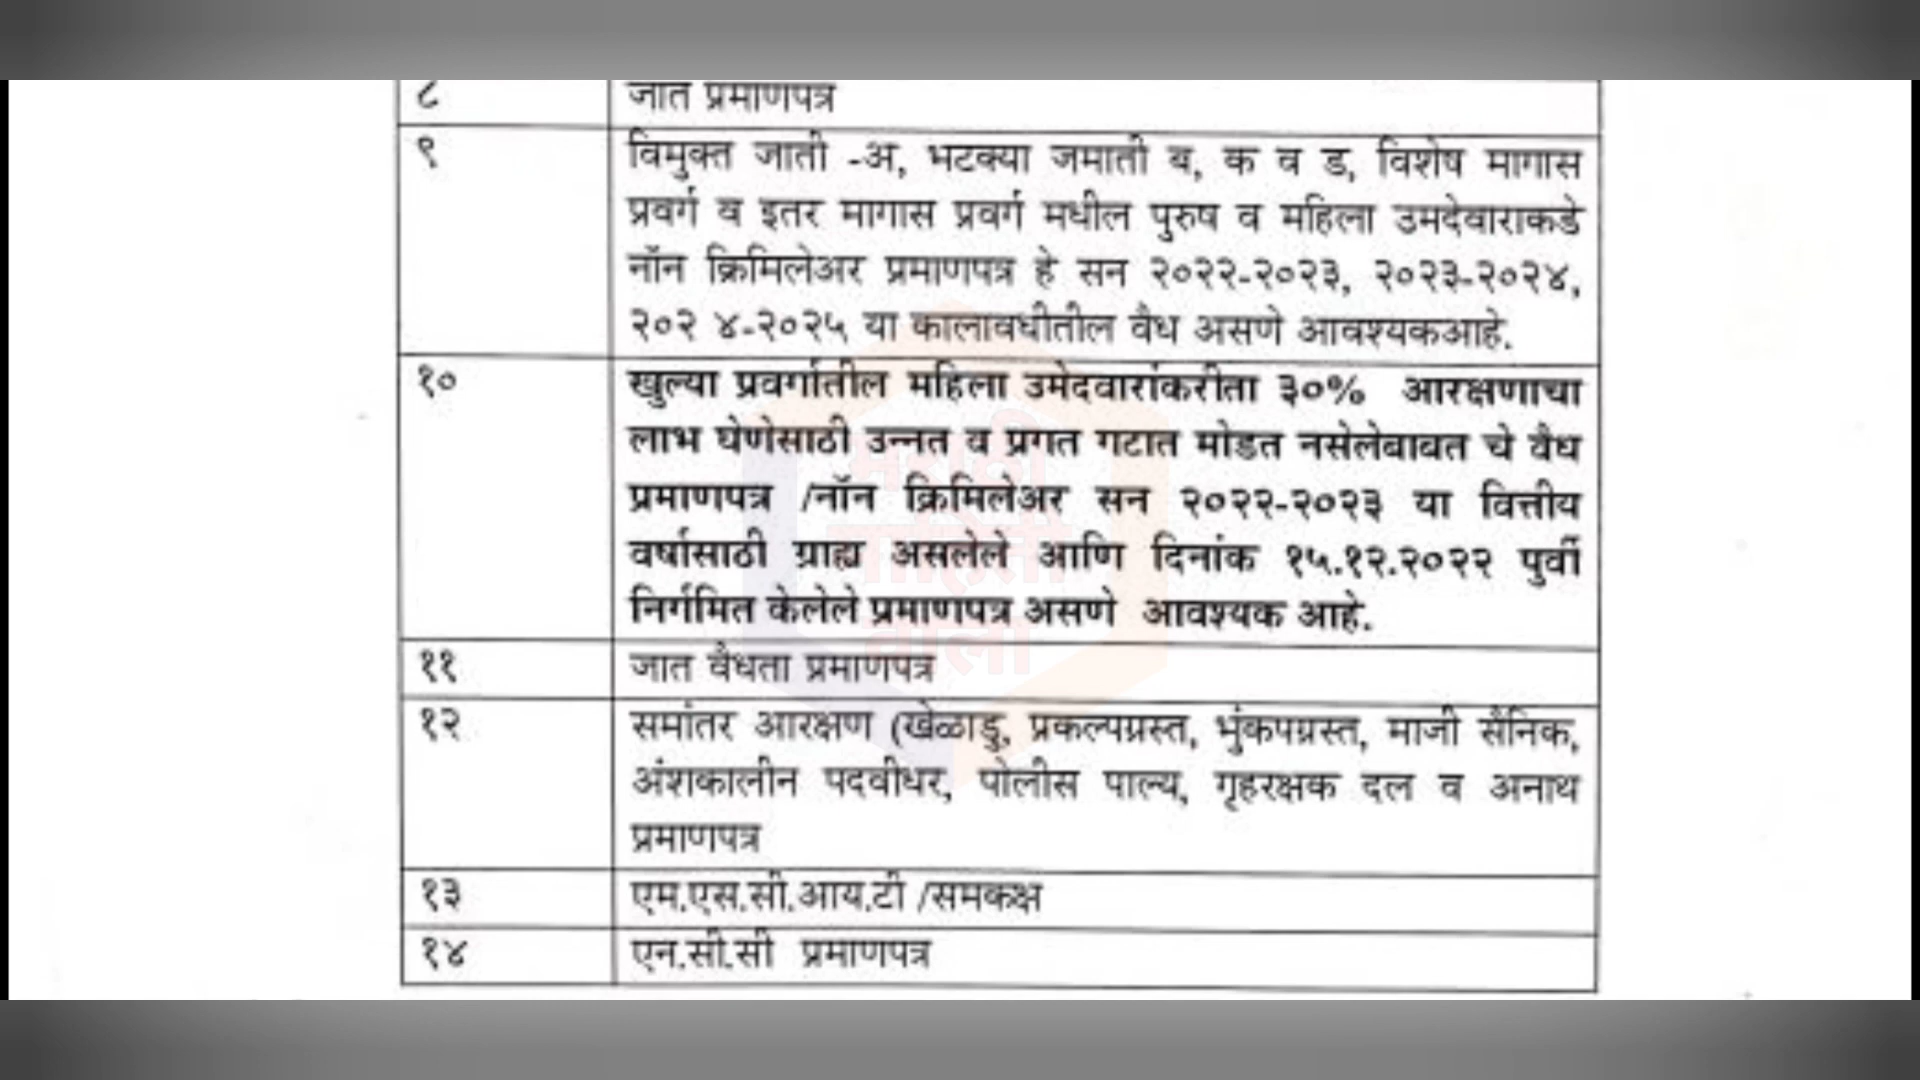 ८ जात प्रमाणपत्र
९ विमुक्त जाती -अ, भटक्या जमाती ब, क व ड, विशेष मागास
प्रवर्ग व इतर मागास प्रवर्ग मधील पुरुष व महिला उमदेवाराकडे
नॉन क्रिमिलेअर प्रमाणपत्र हे सन २०२२-२०२३, २०२३-२०२४,
२०२ ४-२०२५ या कालावधीतील वैध असणे आवश्यकआहे.
१० खुल्या प्रवर्गातील महिला उमेदवारांकरीता ३०% आरक्षणाचा
लाभ घेणेसाठी उन्नत व प्रगत गटात मोडत नसेलेबाबत चे वैध
प्रमाणपत्र /नॉन क्रिमिलेअर सन २०२२-२०२३ या वित्तीय
वर्षासाठी ग्राह्य असलेले आणि दिनांक १५.१२.२०२२ पुर्वी
निर्गमित केलेले प्रमाणपत्र असणे आवश्यक आहे.
११ जात वैधता प्रमाणपत्र
१२ समांतर आरक्षण (खेळाडु, प्रकल्पग्रस्त, भुंकपग्रस्त, माजी सैनिक,
अंशकालीन पदवीधर, पोलीस पाल्य, गृहरक्षक दल व अनाथ
प्रमाणपत्र
१३ एम.एस.सी.आय.टी /समकक्ष
१४ एन.सी.सी प्रमाणपत्र